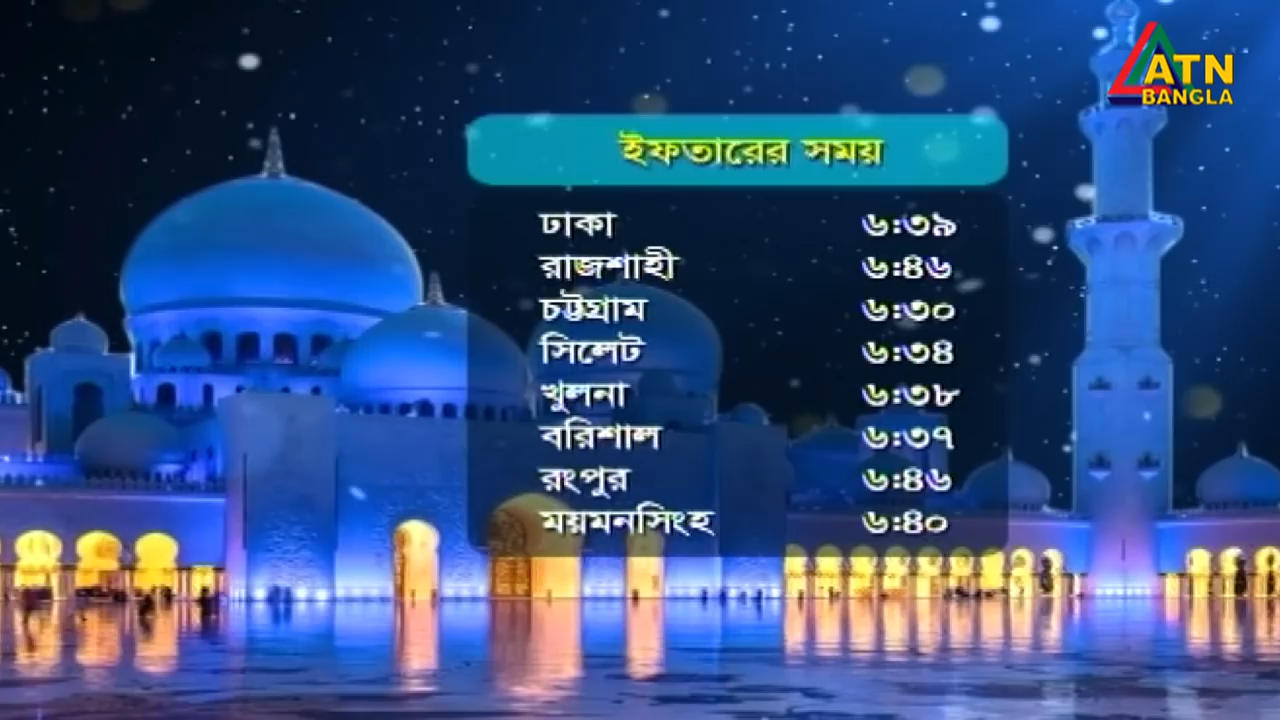 ATN
BANGLA
ইফতারের সময়
ঢাকা ৬:৩৯
রাজশাহী ৬:৪৬
চট্টগ্রাম ৬:৩০
সিলেট ৬:৩৪
খুলনা ৬:৩৮
বরিশাল ৬:৩৭
রংপুর ৬:৪৬
ময়মনসিংহ ৬:৪০